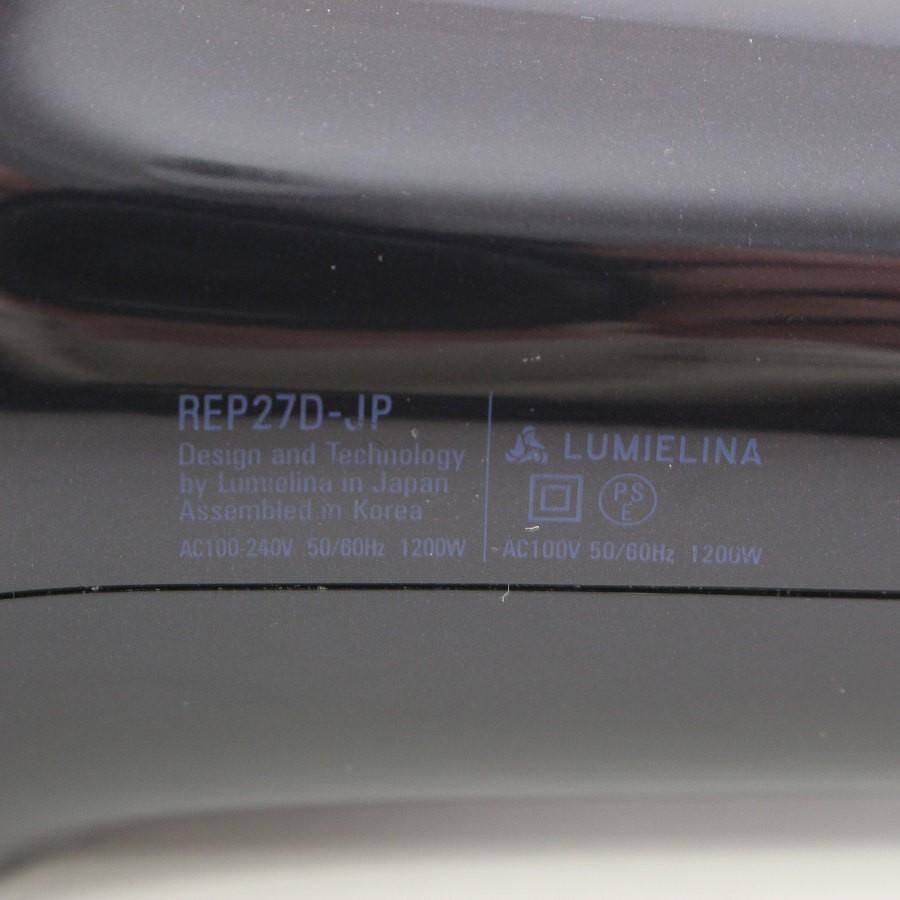 REP27D-JP
Design and Technology
by Lumielina in Japan
Assembled in Korea
AC100-240V 50/60Hz 1200W
LUMIELINA
PS
E
AC100V 50/60Hz 1200W